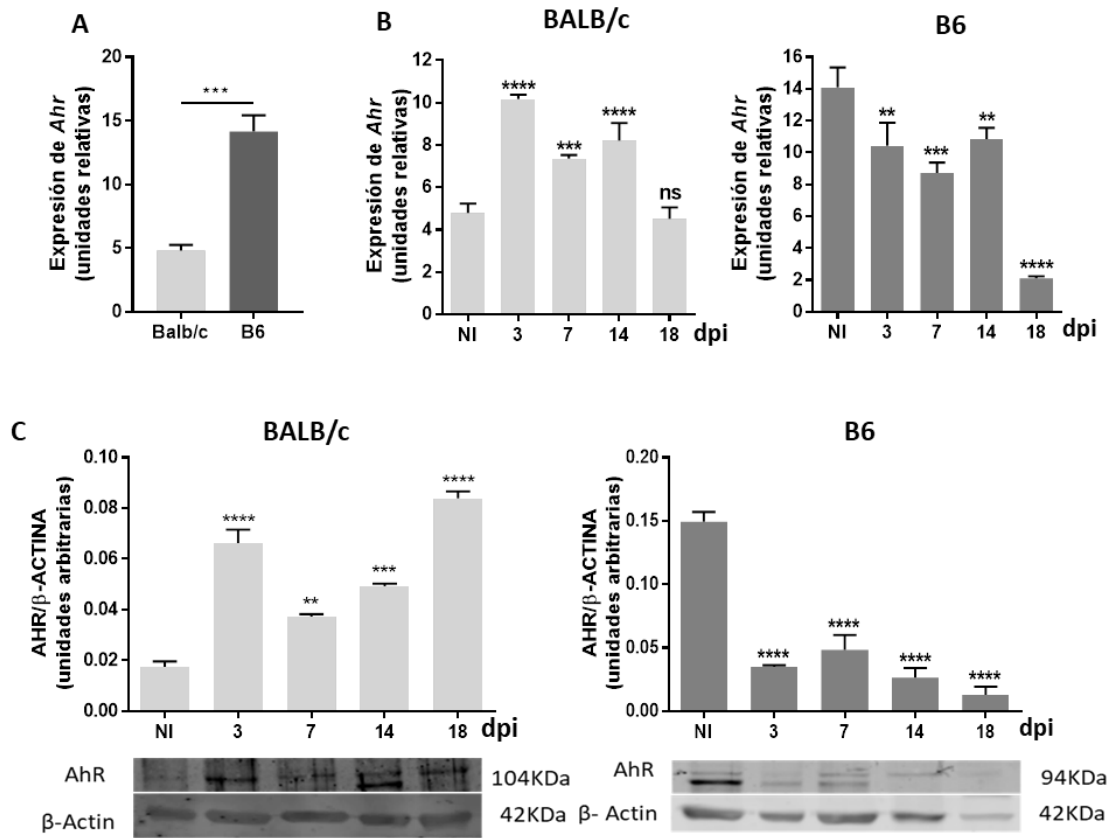 A
Expresión de Ahr
(unidades relativas)
20
15
10
5
0
***
Balb/c B6
B
BALB/c
Expresión de Ahr
(unidades relativas)
12
10
8
6
4
2
0
**** *** **** ns
NI 3 7 14 18 dpi
B6
Expresión de Ahr
(unidades relativas)
16
14
12
10
8
6
4
2
0
** *** ** ****
NI 3 7 14 18 dpi
C
BALB/c
AHR/β-ACTINA
(unidades arbitrarias)
0.10
0.08
0.06
0.04
0.02
0.00
**** ** *** ****
NI 3 7 14 18 dpi
AhR 104KDa
β-Actin 42KDa
B6
AHR/β-ACTINA
(unidades arbitrarias)
0.20
0.15
0.10
0.05
0.00
**** **** **** ****
NI 3 7 14 18 dpi
AhR 94KDa
β- Actin 42KDa